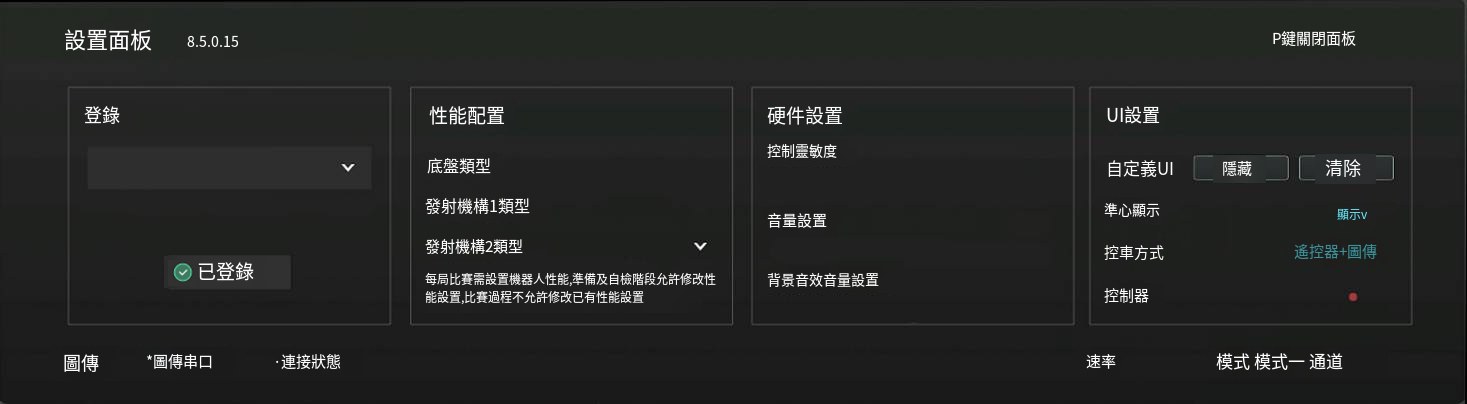 設置面板 8.5.0.15
P鍵關閉面板
登錄
已登錄
性能配置
底盤類型
發射機構1類型
發射機構2類型
每局比賽需設置機器人性能,準備及自檢階段允許修改性
能設置,比賽過程不允許修改已有性能設置
硬件設置
控制靈敏度
音量設置
背景音效音量設置
UI設置
自定義UI 隱藏 清除
準心顯示 顯示v
控車方式 遙控器+圖傳
控制器
圖傳 *圖傳串口 ·連接狀態 速率 模式 模式一 通道